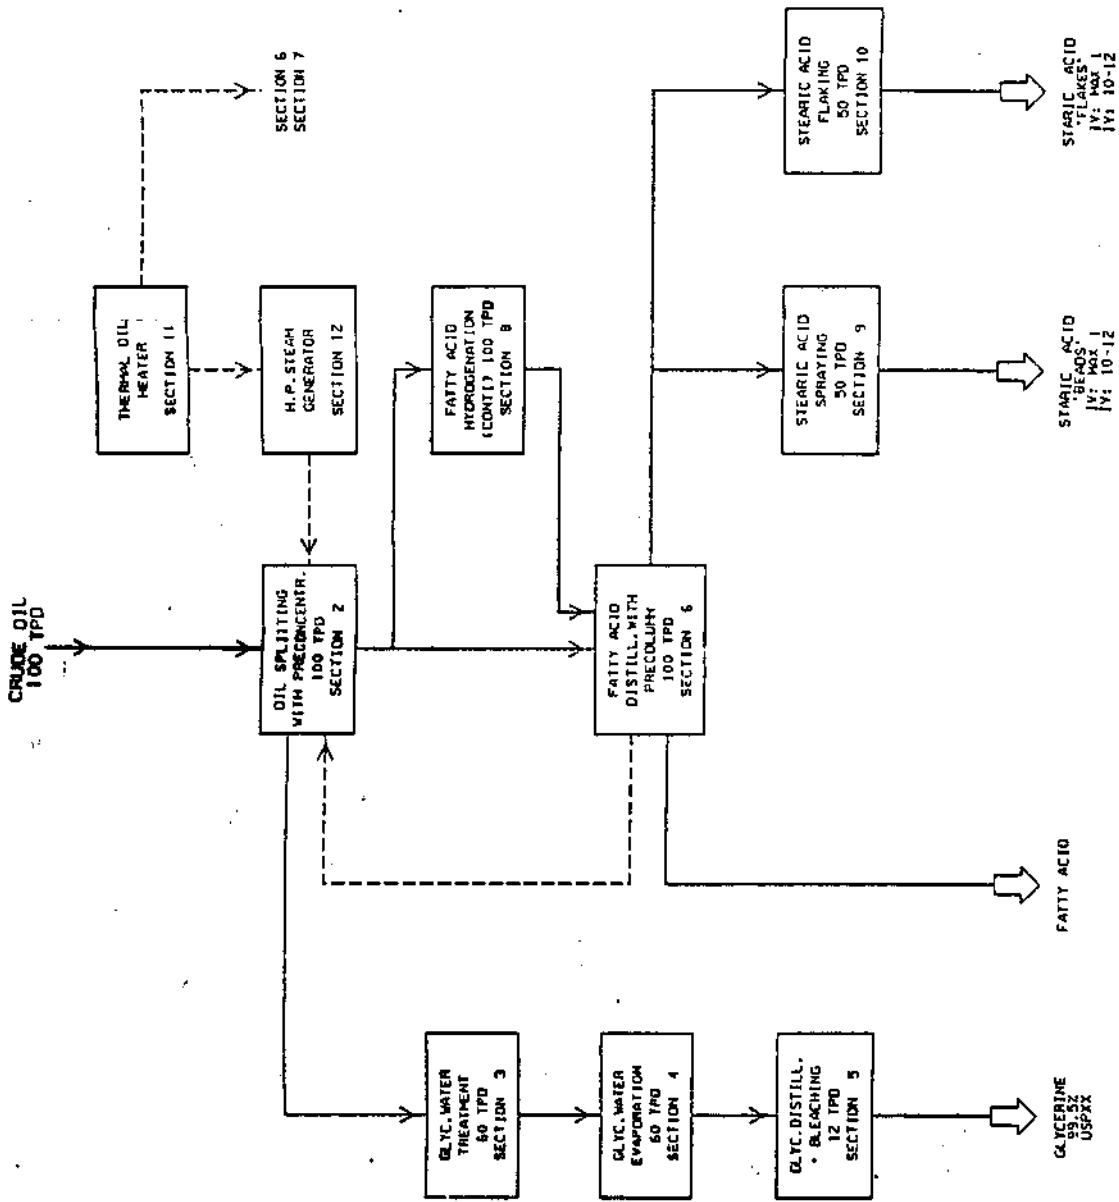 CRUDE OIL
100 TPD
THERMAL OIL
HEATER
SECTION 11
SECTION 6
SECTION 7
H.P.STEAM
GENERATOR
SECTION 12
OIL SPLITTING
WITH PRECONCENTR.
100 TPD
SECTION 2
FATTY ACID
HYDROGENATION
(CONTI) 100 TPD
SECTION 8
GLYC.WATER
TREATMENT
60 TPD
SECTION 3
GLYC.WATER
EVAPORATION
60 TPD
SECTION 4
FATTY ACID
DISTILL.WITH
PRECOLUMN
100 TPD
SECTION 6
GLYC.DISTILL.
+ BLEACHING
12 TPD
SECTION 5
STEARIC ACID
SPRAYING
50 TPD
SECTION 9
STEARIC ACID
FLAKING
50 TPD
SECTION 10
GLYCERINE
99.5%
USPXX
FATTY ACID
STARIC ACID
'BEADS'
IV: MAX 1
IV: 10-12
STARIC ACID
'FLAKES'
IV: MAX 1
IV: 10-12